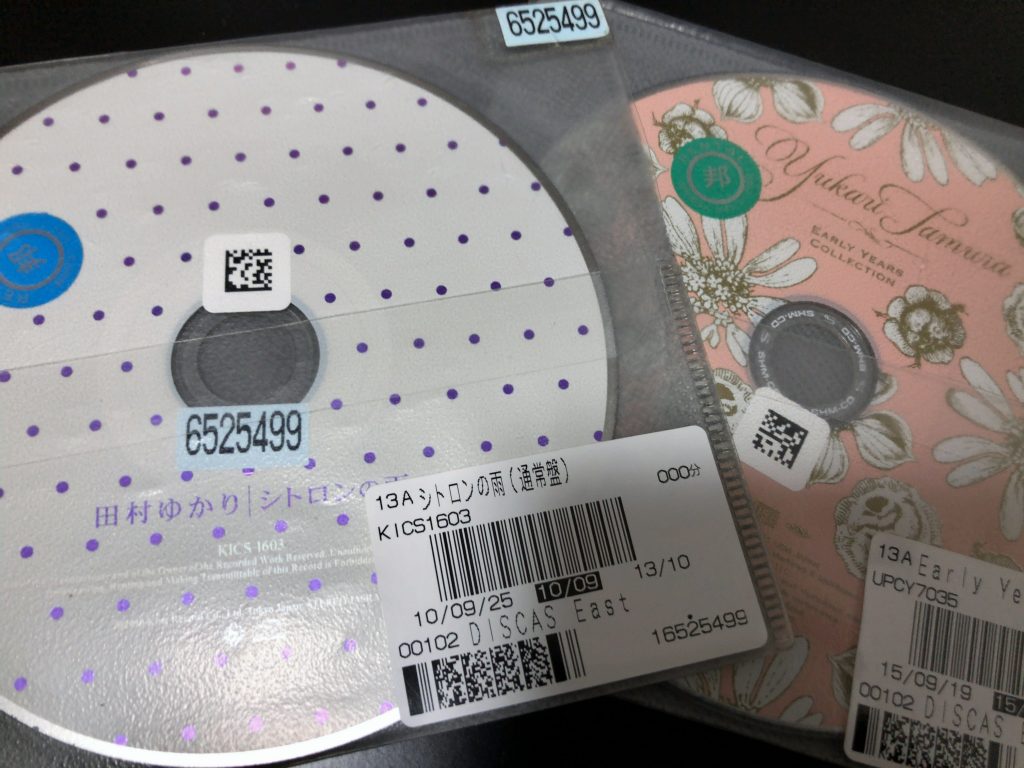 6525499
6525499
田村ゆかり|シトロンの雨
KICS 1603
13A シトロンの雨(通常盤)
000分
KICS1603
10/09/25 10/09 13/10
00102 DISCAS East
16525499
邦
Yukari Tamura
EARLY YEARS
COLLECTION
SHM-CD
13A Early Ye
UPCY7035
15/09/19 15/
00102 DISCAS